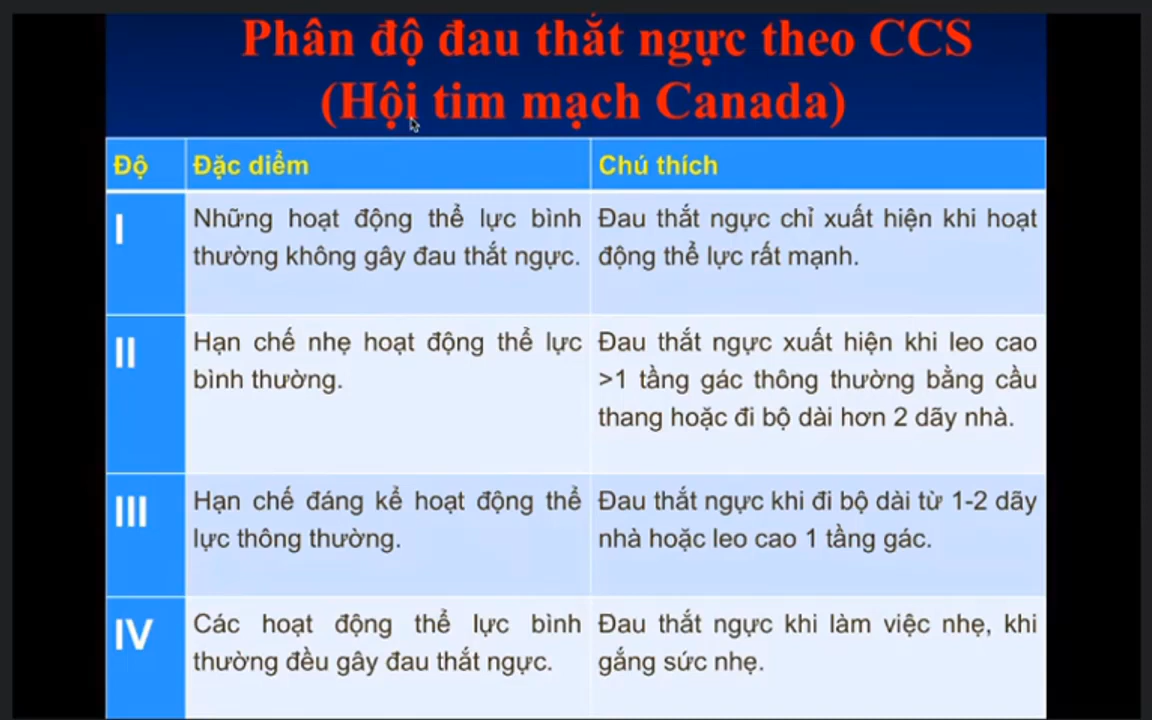 Phân độ đau thắt ngực theo CCS
(Hội tim mạch Canada)
Độ
Đặc diểm
Chú thích
I
Những hoạt động thể lực bình
thường không gây đau thắt ngực.
Đau thắt ngực chỉ xuất hiện khi hoạt
động thể lực rất mạnh.
II
Hạn chế nhẹ hoạt động thể lực
bình thường.
Đau thắt ngực xuất hiện khi leo cao
>1 tầng gác thông thường bằng cầu
thang hoặc đi bộ dài hơn 2 dãy nhà.
III
Hạn chế đáng kể hoạt động thể
lực thông thường.
Đau thắt ngực khi đi bộ dài từ 1-2 dãy
nhà hoặc leo cao 1 tầng gác.
IV
Các hoạt động thể lực bình
thường đều gây đau thắt ngực.
Đau thắt ngực khi làm việc nhẹ, khi
gắng sức nhẹ.